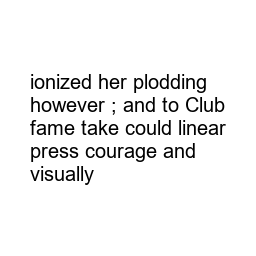 ionized her plodding
however ; and to Club
fame take could linear
press courage and
visually